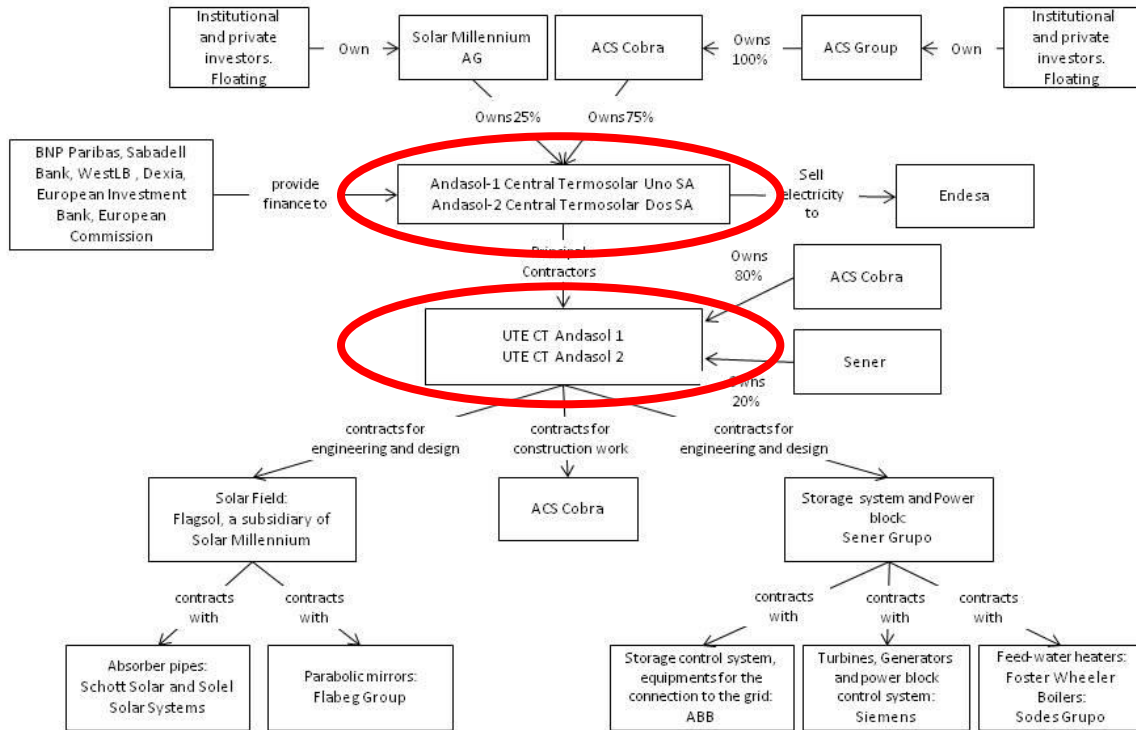 Institutional
and private
investors.
Floating
Own
Solar Millennium
AG
ACS Cobra
Owns
100%
ACS Group
Own
Institutional
and private
investors.
Floating
Owns 25%
Owns 75%
BNP Paribas, Sabadell
Bank, WestLB , Dexia,
European Investment
Bank, European
Commission
provide
finance to
Andasol-1 Central Termosolar Uno SA
Andasol-2 Central Termosolar Dos SA
Sell
electricity
to
Endesa
Principal
Contractors
Owns
80%
ACS Cobra
UTE CT Andasol 1
UTE CT Andasol 2
Sener
Owns
20%
contracts for
engineering and design
contracts for
construction work
contracts for
engineering and design
Solar Field:
Flagsol, a subsidiary of
Solar Millennium
ACS Cobra
Storage system and Power
block:
Sener Grupo
contracts
with
contracts
with
contracts
with
contracts
with
contracts
with
Absorber pipes:
Schott Solar and Solel
Solar Systems
Parabolic mirrors:
Flabeg Group
Storage control system,
equipments for the
connection to the grid:
ABB
Turbines, Generators
and power block
control system:
Siemens
Feed-water heaters:
Foster Wheeler
Boilers:
Sodes Grupo